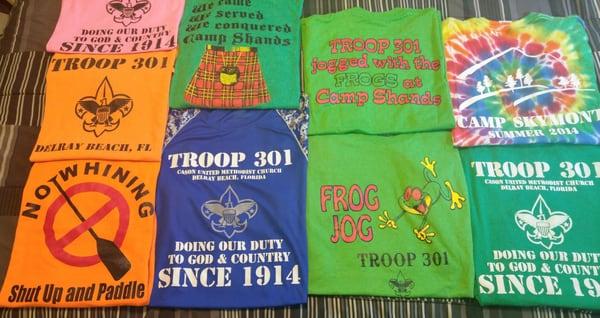 DOING OUR DUTY
TO GOD & COUNTRY
SINCE 1914
We came
We served
We conquered
Camp Shands
TROOP 301
jogged with the
FROGS at
Camp Shands
CAMP SKYMONT
SUMMER 2014
TROOP 301
DELRAY BEACH, FL
NO WHINING
Shut Up and Paddle
TROOP 301
CASON UNITED METHODIST CHURCH
DELRAY BEACH, FLORIDA
DOING OUR DUTY
TO GOD & COUNTRY
SINCE 1914
FROG
JOG
TROOP 301
TROOP 301
CASON UNITED METHODIST CHURCH
DELRAY BEACH, FLORIDA
DOING OUR DUTY
TO GOD & COUNT
SINCE 191